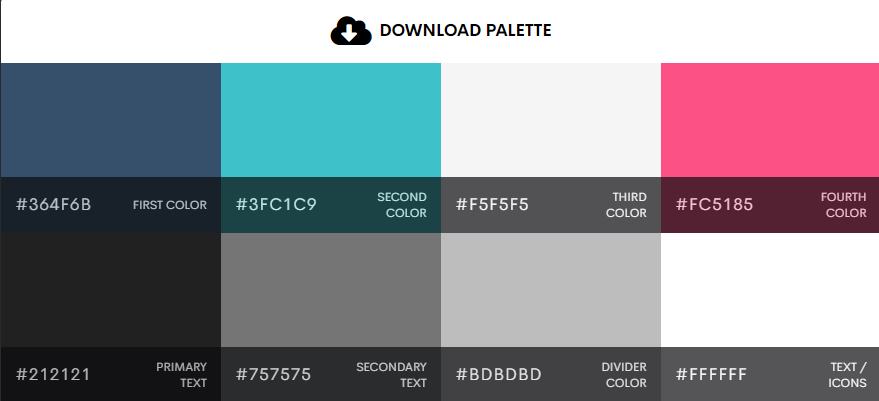 DOWNLOAD PALETTE
#364F6B FIRST COLOR
#3FC1C9 SECOND
COLOR
#F5F5F5 THIRD
COLOR
#FC5185 FOURTH
COLOR
#212121 PRIMARY
TEXT
#757575 SECONDARY
TEXT
#BDBDBD DIVIDER
COLOR
#FFFFFF TEXT /
ICONS